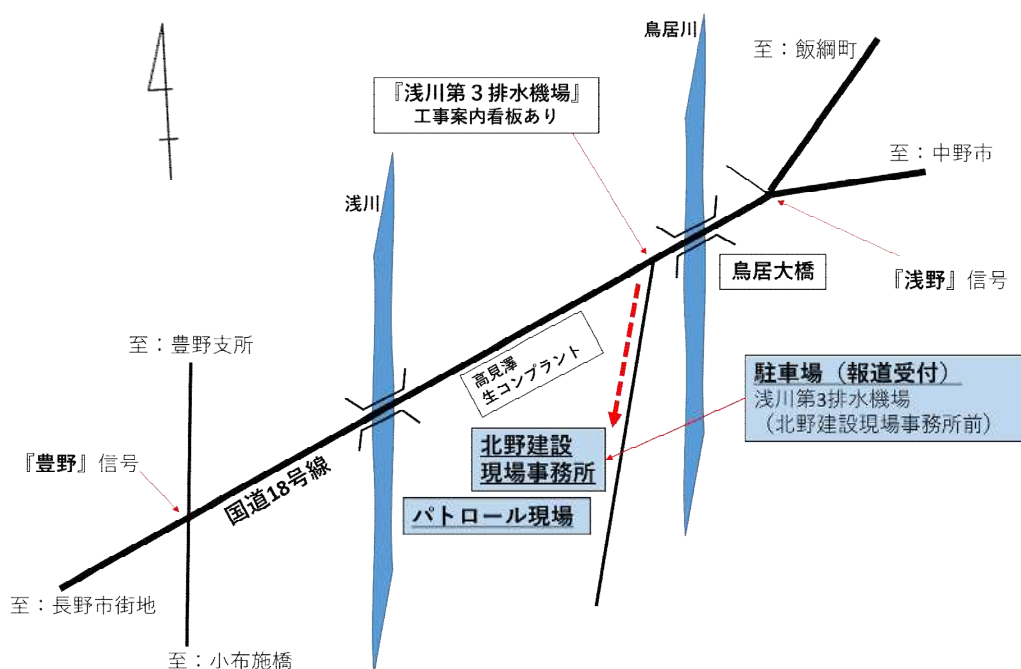 鳥居川
至：飯綱町
『浅川第３排水機場』
工事案内看板あり
至：中野市
浅川
鳥居大橋
『浅野』信号
至：豊野支所
高見澤
生コンプラント
駐車場（報道受付）
浅川第3排水機場
（北野建設現場事務所前）
北野建設
現場事務所
『豊野』信号
国道18号線
パトロール現場
至：長野市街地
至：小布施橋